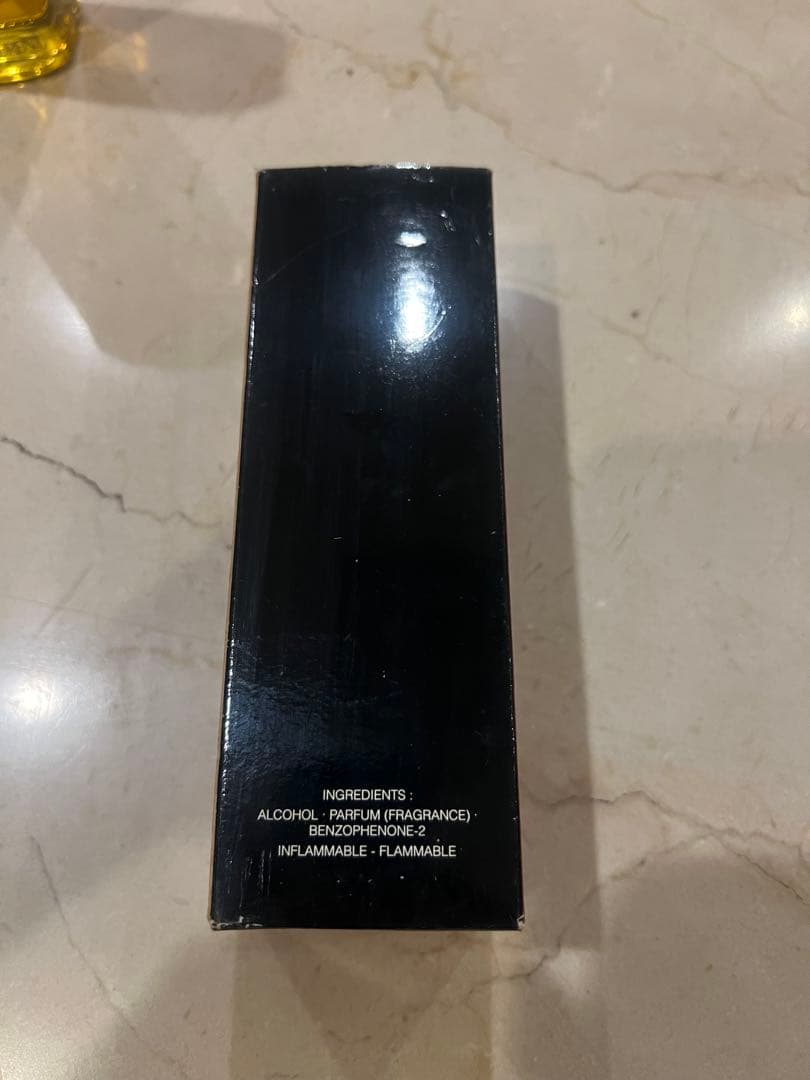 INGREDIENTS :
ALCOHOL · PARFUM (FRAGRANCE) ·
BENZOPHENONE-2
INFLAMMABLE - FLAMMABLE